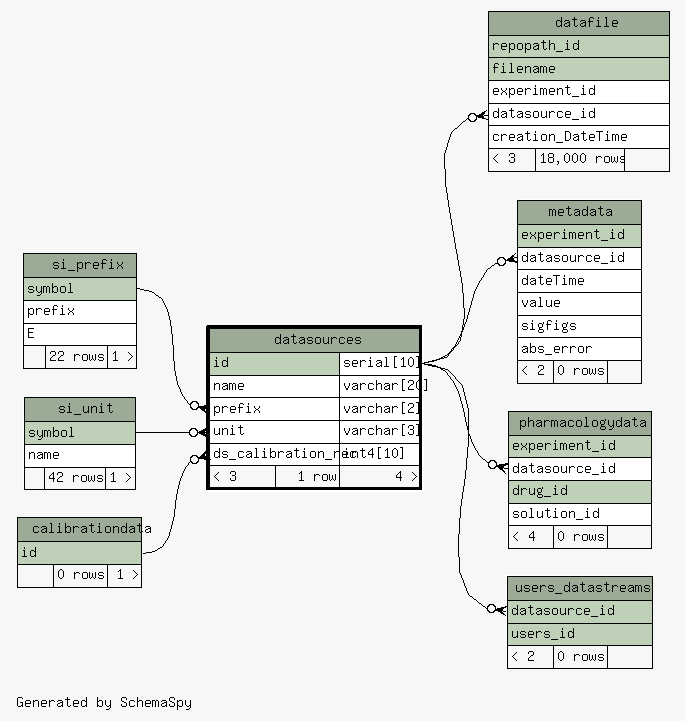 datafile
repopath_id
filename
experiment_id
datasource_id
creation_DateTime
< 3 18,000 rows
metadata
experiment_id
datasource_id
dateTime
value
sigfigs
abs_error
< 2 0 rows
si_prefix
symbol
prefix
E
22 rows 1 >
datasources
id serial[10]
name varchar[20]
prefix varchar[2]
unit varchar[3]
ds_calibration_rec int4[10]
< 3 1 row 4 >
si_unit
symbol
name
42 rows 1 >
calibrationdata
id
0 rows 1 >
pharmacologydata
experiment_id
datasource_id
drug_id
solution_id
< 4 0 rows
users_datastreams
datasource_id
users_id
< 2 0 rows
Generated by SchemaSpy